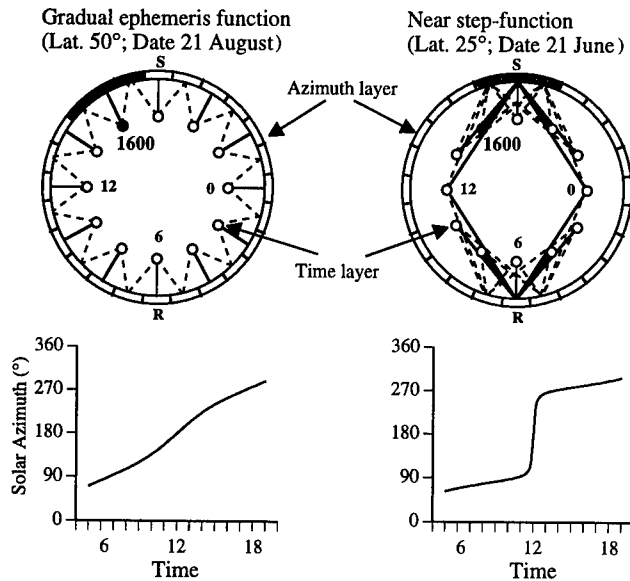 Gradual ephemeris function
(Lat. 50°; Date 21 August)
Near step-function
(Lat. 25°; Date 21 June)
S
Azimuth layer
S
1600
1600
12
0
12
0
6
6
Time layer
R
R
360
270
180
90
0
Solar Azimuth (°)
6
12
18
Time
360
270
180
90
0
6
12
18
Time